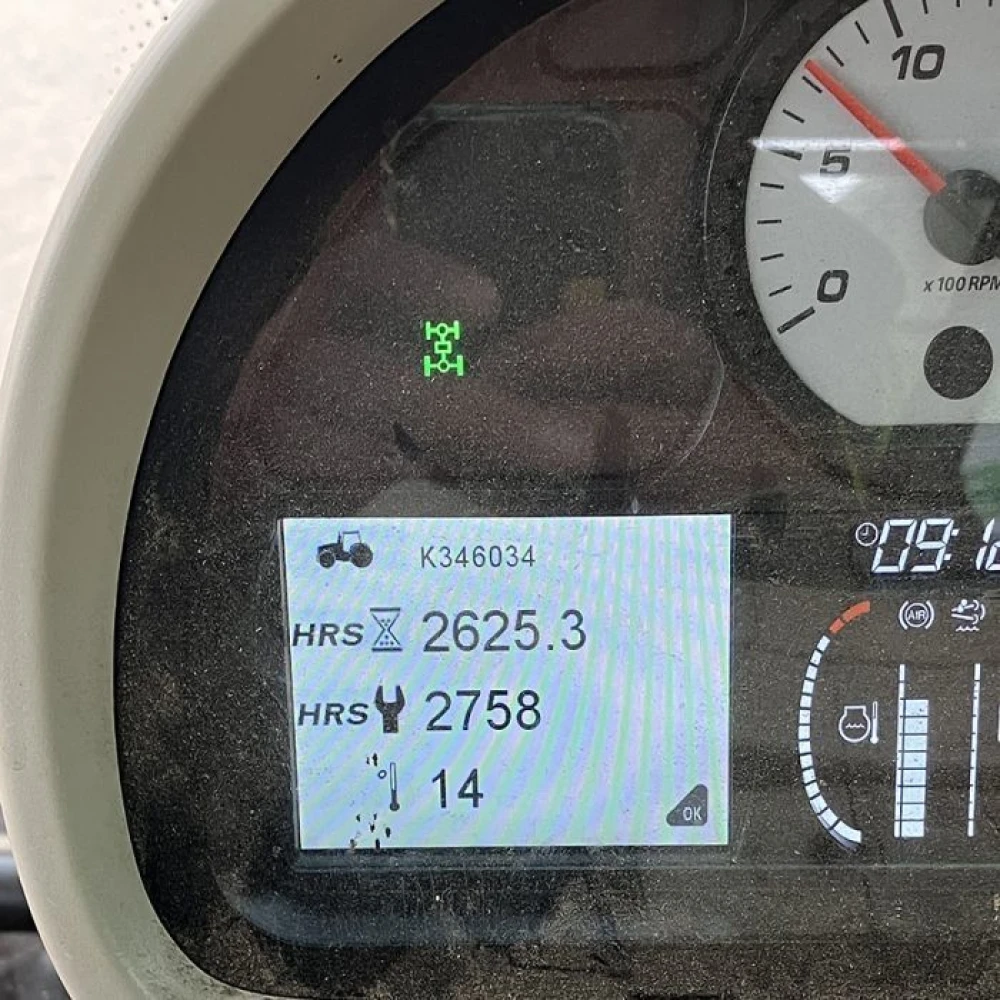 10
5
0
x 100 RPM
K346034
HRS 2625.3
HRS 2758
° 14
OK
AIR